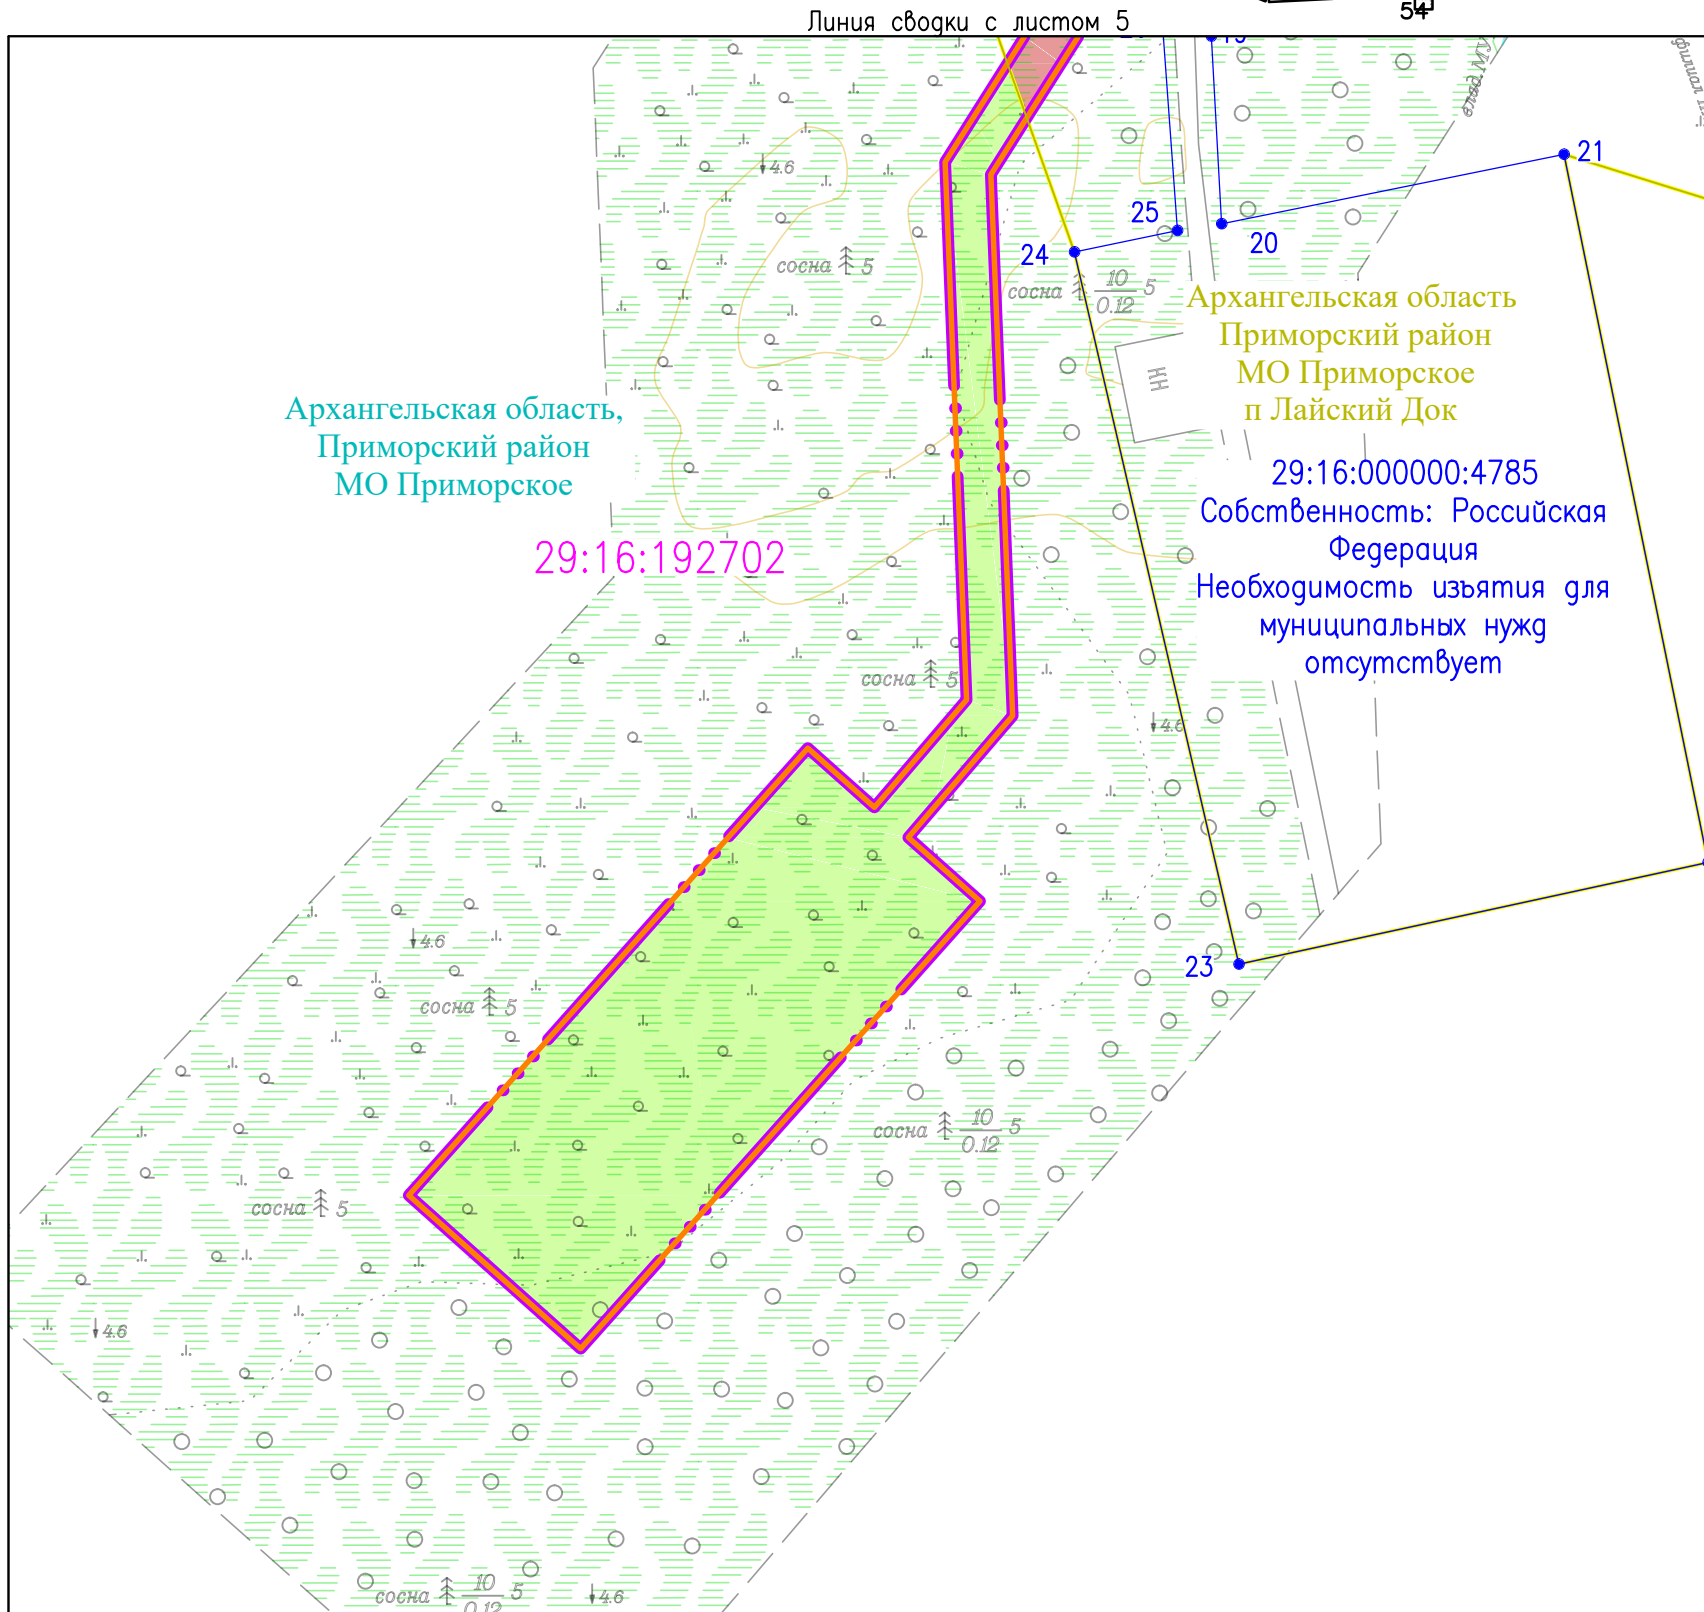 54
Линия сводки с листом 5
19
21
4.6
25
20
24
сосна 5
сосна 10 5
0.12
Архангельская область
Приморский район
МО Приморское
п Лайский Док
КН
Архангельская область,
Приморский район
МО Приморское
29:16:000000:4785
Собственность: Российская
Федерация
Необходимость изъятия для
муниципальных нужд
отсутствует
29:16:192702
сосна 5
4.6
4.6
23
сосна 5
сосна 10 5
0.12
сосна 5
4.6
сосна 10 5
0.12
4.6